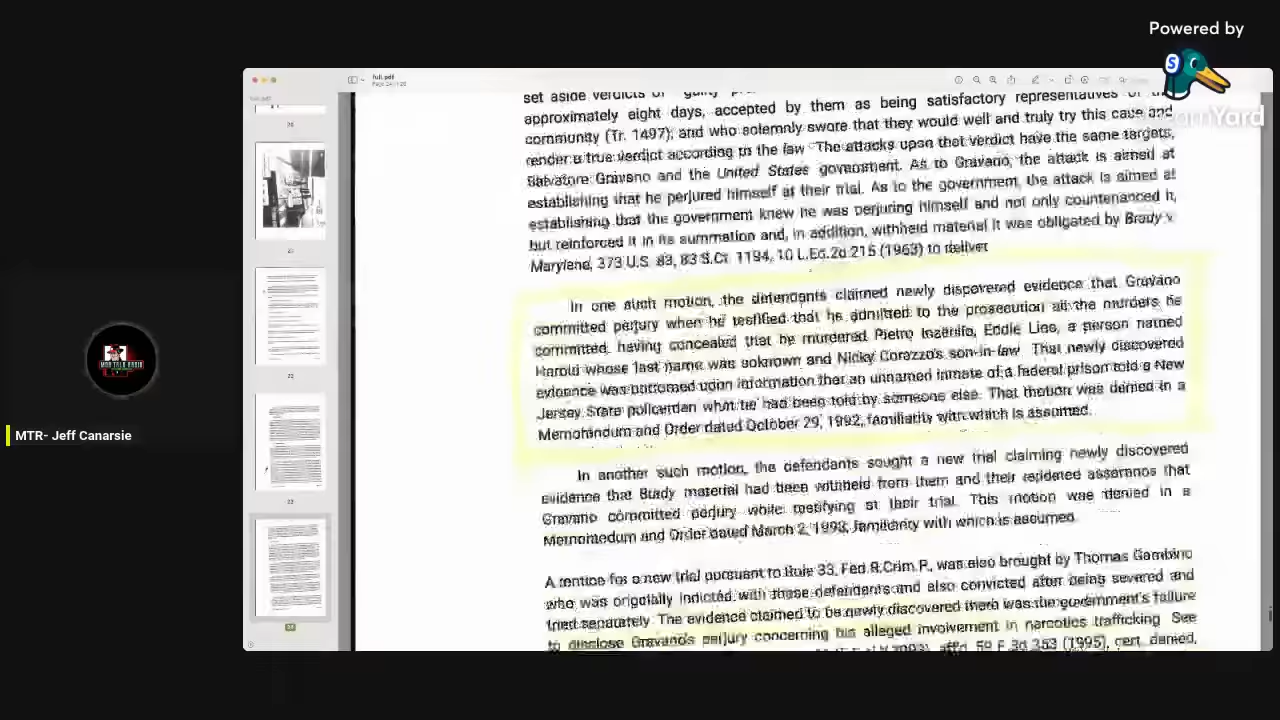 Powered by
StreamYard
full.pdf
set aside verdicts of "guilty
approximately eight days, accepted by them as being satisfactory representatives of the
community (Tr. 1497), and who solemnly swore that they would well and truly try this case and
render a true verdict according to the law The attacks upon that verdict have the same targets,
Salvatore Gravano and the United States government. As to Gravano, the attack is aimed at
establishing that he perjured himself at their trial. As to the government, the attack is aimed at
establishing that the government knew he was perjuring himself and not only countenanced it,
but reinforced it in its summation and, in addition, withheld material it was obligated by Brady v.
Maryland, 373 U.S. 83, 83 S.Ct. 1194, 10 L.Ed.2d 215 (1963) to deliver.
In one such motion, the defendants claimed newly discovered evidence that Gravano
committed perjury when he testified that he admitted to the prosecution all the murders he
committed, having concealed that he murdered Pietro Inzerillo, Eddie Lino, a person named
Harold whose last name was unknown and Nicky Corozzo's son-in-law. That newly discovered
evidence was bottomed upon information that an unnamed inmate of a federal prison told a New
Jersey State policeman what he had been told by someone else. That motion was denied in a
Memorandum and Order dated October 29, 1992, familiarity with which is assumed.
In another such motion, the defendants sought a new trial claiming newly discovered
evidence that Brady material had been withheld from them and their repeated assurance that
Gravano committed perjury while testifying at their trial. This motion was denied in a
Memorandum and Order dated March 2, 1993, familiarity with which is assumed.
A motion for a new trial pursuant to Rule 33, Fed.R.Crim.P., was also brought by Thomas Gambino
who was originally indicted with these defendants and also convicted after being severed and
tried separately. The evidence claimed to be newly discovered there was the government's failure
to disclose Gravano's perjury concerning his alleged involvement in narcotics trafficking. See
aff'd, 59 F.3d 353 (1995), cert. denied,
MTR- Jeff Canarsie